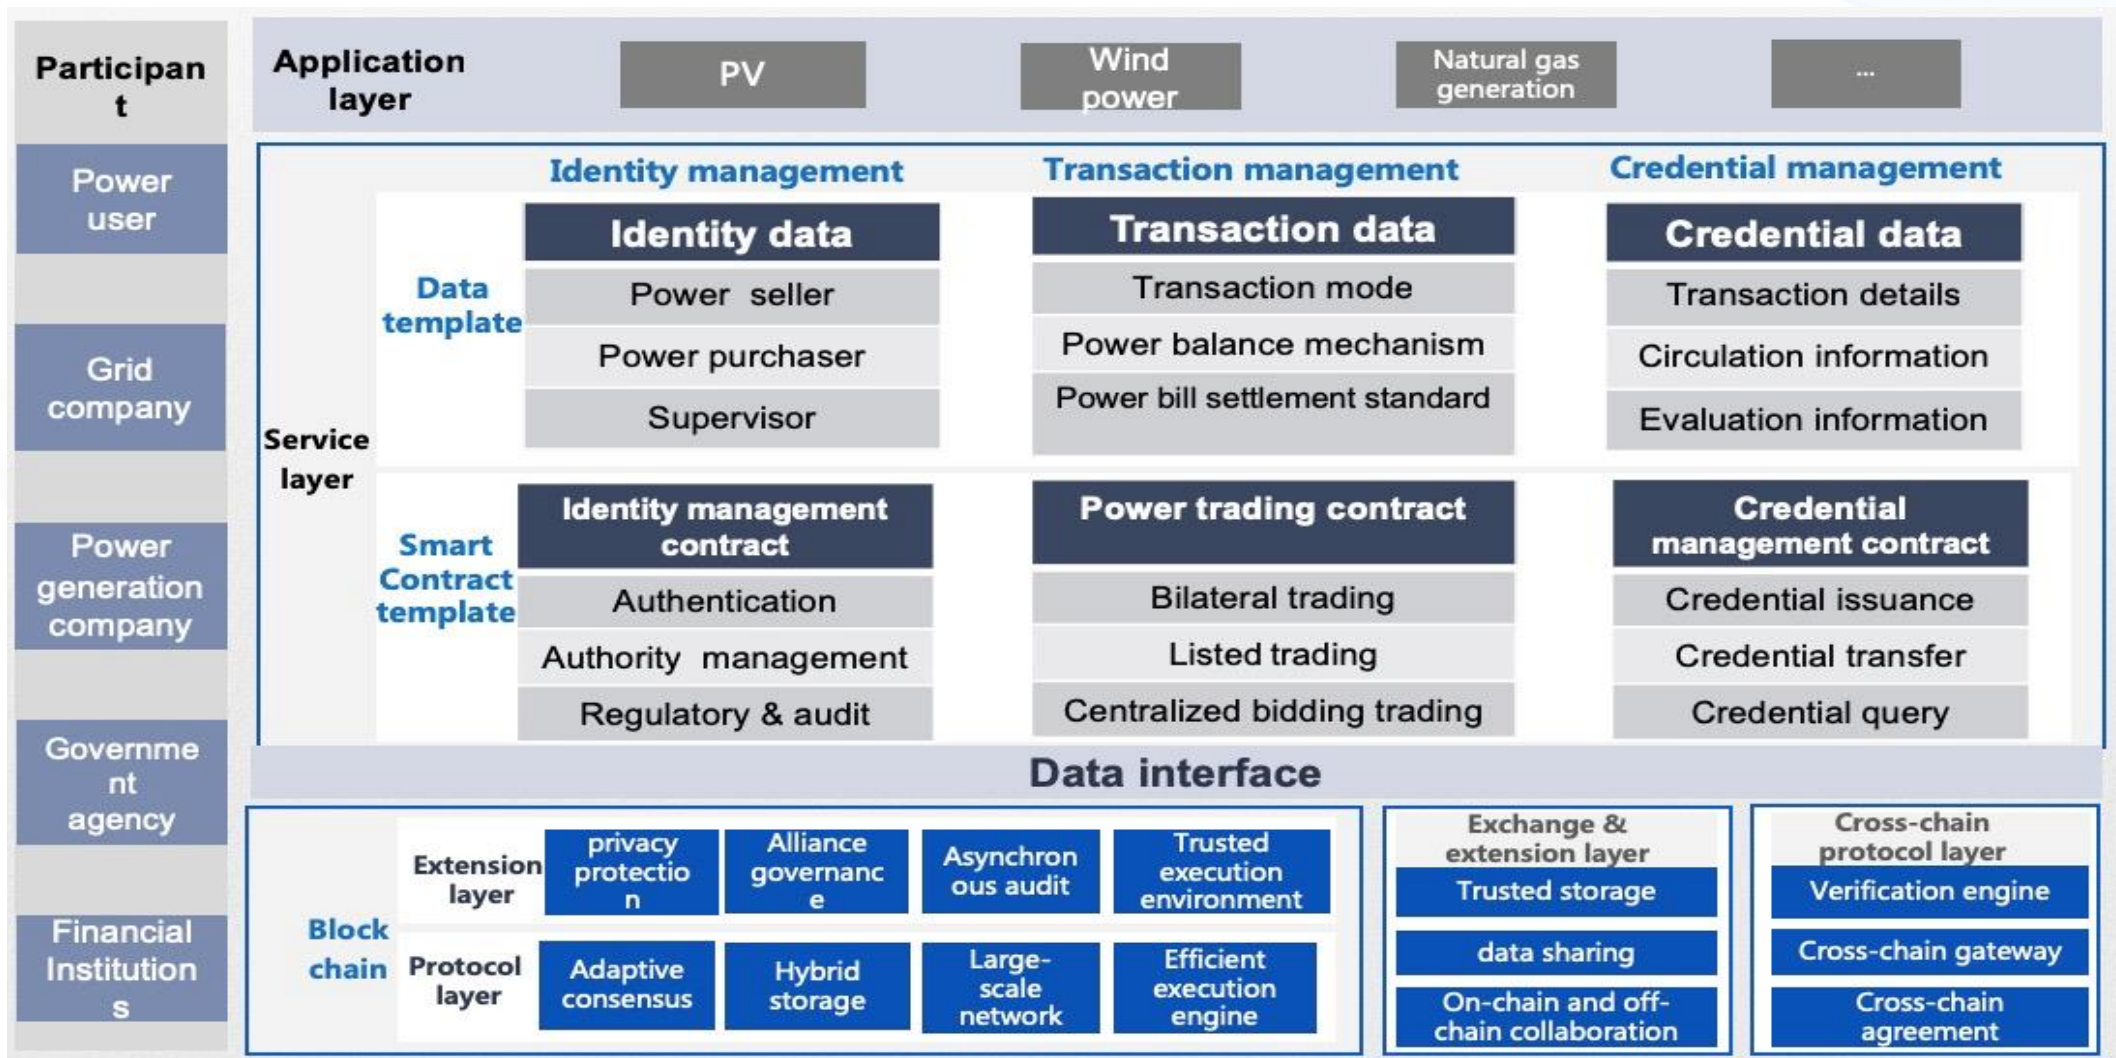 Participan
t
Power
user
Grid
company
Power
generation
company
Governme
nt
agency
Financial
Institution
s
Application
layer
PV
Wind
power
Natural gas
generation
...
Service
layer
Identity management
Transaction management
Credential management
Data
template
Identity data
Power seller
Power purchaser
Supervisor
Transaction data
Transaction mode
Power balance mechanism
Power bill settlement standard
Credential data
Transaction details
Circulation information
Evaluation information
Smart
Contract
template
Identity management
contract
Authentication
Authority management
Regulatory & audit
Power trading contract
Bilateral trading
Listed trading
Centralized bidding trading
Credential
management contract
Credential issuance
Credential transfer
Credential query
Data interface
Block
chain
Extension
layer
privacy
protectio
n
Alliance
governanc
e
Asynchron
ous audit
Trusted
execution
environment
Protocol
layer
Adaptive
consensus
Hybrid
storage
Large-
scale
network
Efficient
execution
engine
Exchange &
extension layer
Trusted storage
data sharing
On-chain and off-
chain collaboration
Cross-chain
protocol layer
Verification engine
Cross-chain gateway
Cross-chain
agreement